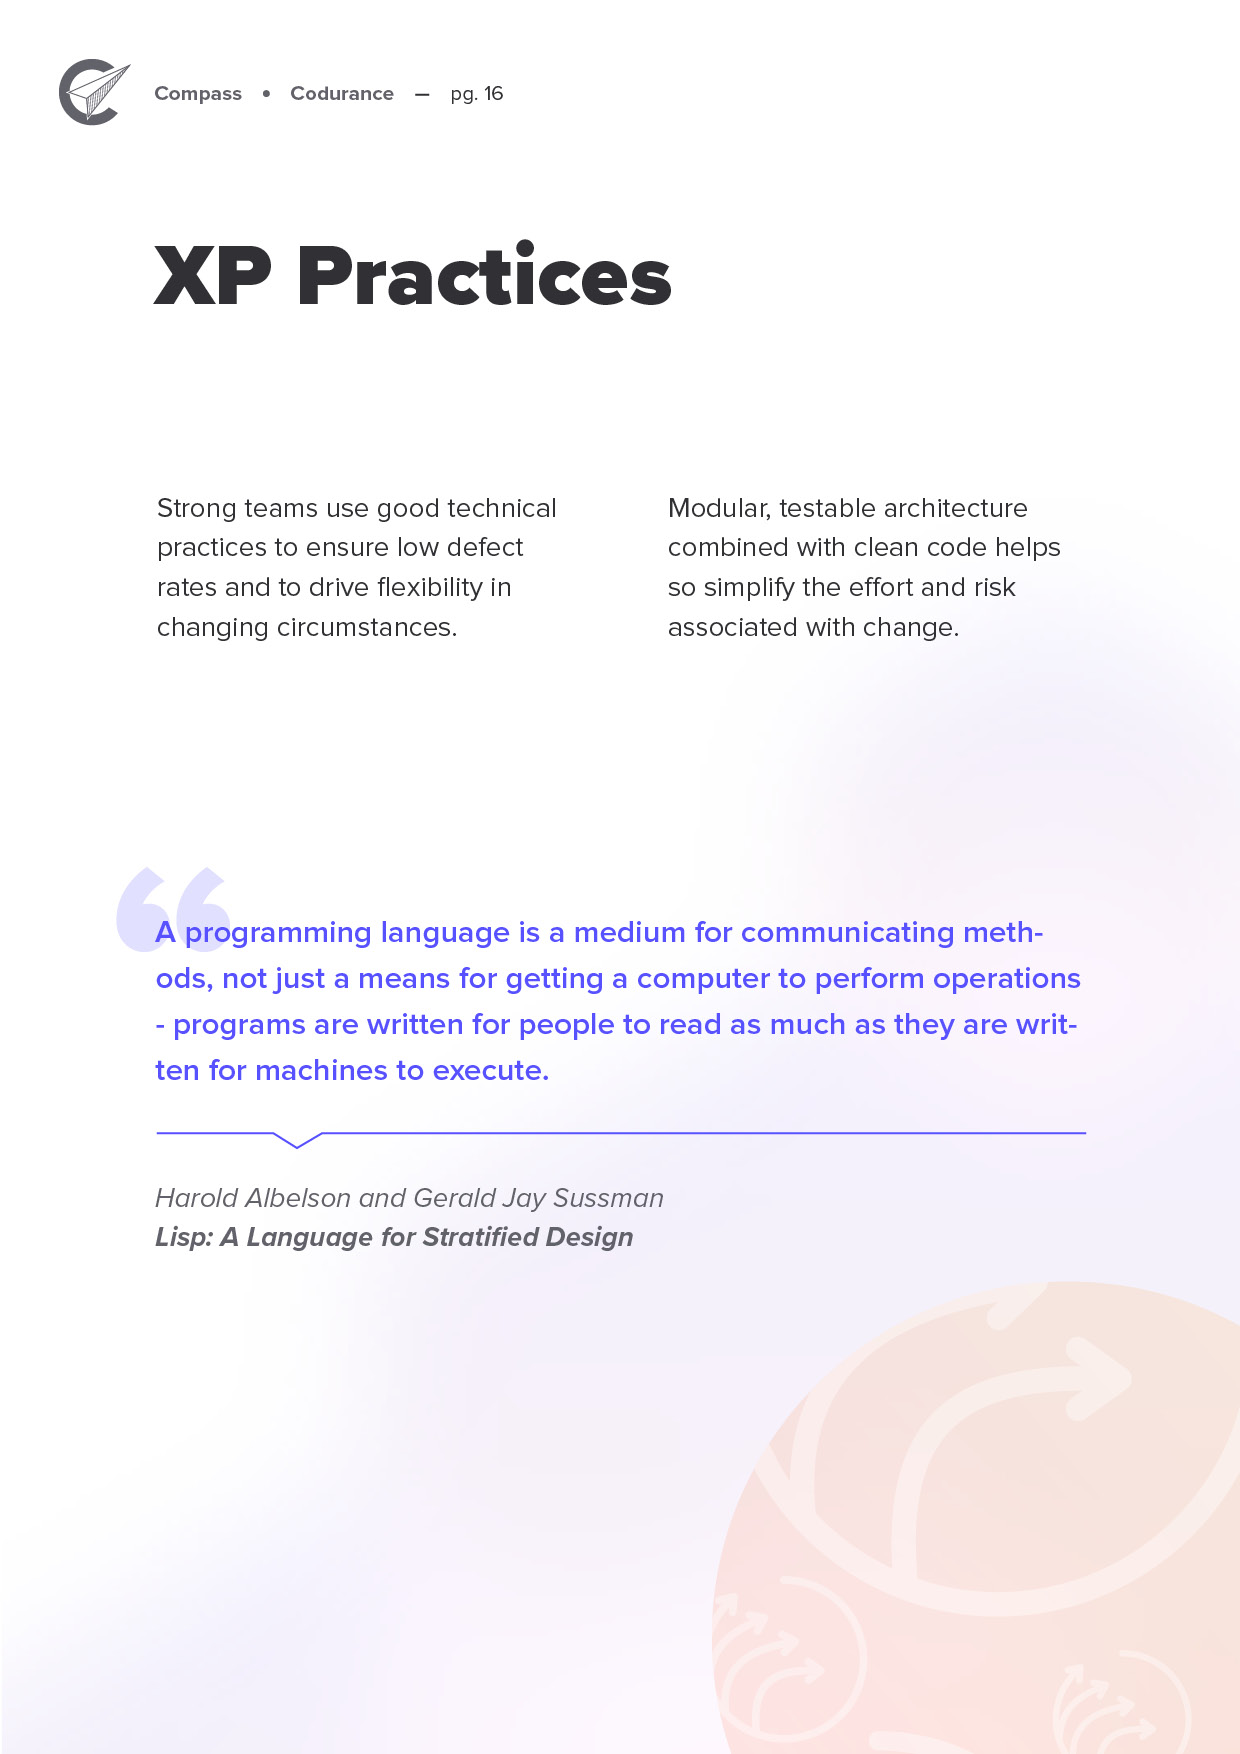 Compass • Codurance – pg. 16
XP Practices
Strong teams use good technical
practices to ensure low defect
rates and to drive flexibility in
changing circumstances.
Modular, testable architecture
combined with clean code helps
so simplify the effort and risk
associated with change.
“
A programming language is a medium for communicating meth-
ods, not just a means for getting a computer to perform operations
- programs are written for people to read as much as they are writ-
ten for machines to execute.
Harold Albelson and Gerald Jay Sussman
Lisp: A Language for Stratified Design